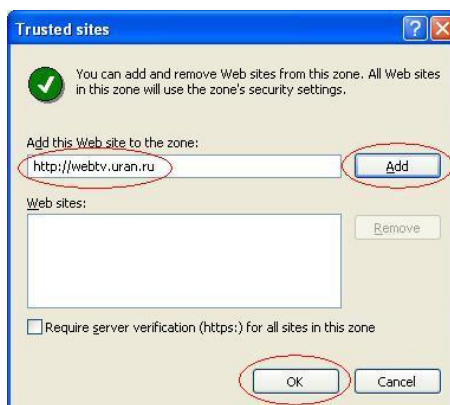 Trusted sites
You can add and remove Web sites from this zone. All Web sites
in this zone will use the zone's security settings.
Add this Web site to the zone:
http://webtv.uran.ru
Add
Web sites:
Remove
Require server verification (https:) for all sites in this zone
OK
Cancel